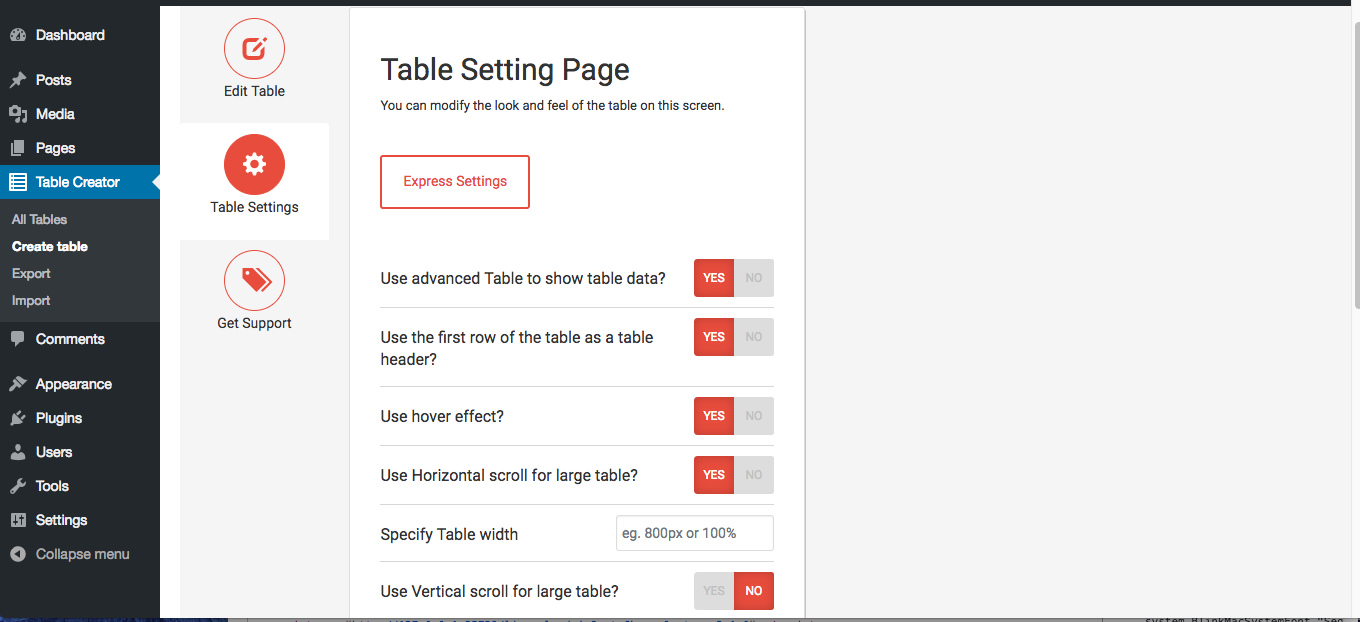 Dashboard
Posts
Media
Pages
Table Creator
All Tables
Create table
Export
Import
Comments
Appearance
Plugins
Users
Tools
Settings
Collapse menu
Edit Table
Table Settings
Get Support
Table Setting Page
You can modify the look and feel of the table on this screen.
Express Settings
Use advanced Table to show table data? YES NO
Use the first row of the table as a table
header? YES NO
Use hover effect? YES NO
Use Horizontal scroll for large table? YES NO
Specify Table width eg. 800px or 100%
Use Vertical scroll for large table? YES NO